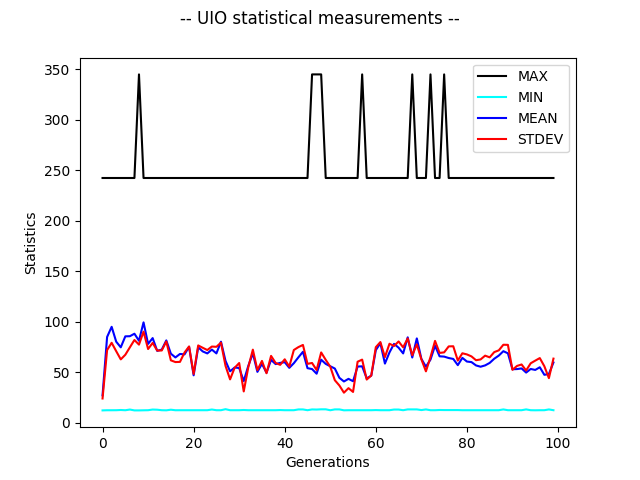 -- UIO statistical measurements --
350
300
250
200
150
100
50
0
Statistics
MAX
MIN
MEAN
STDEV
0 20 40 60 80 100
Generations